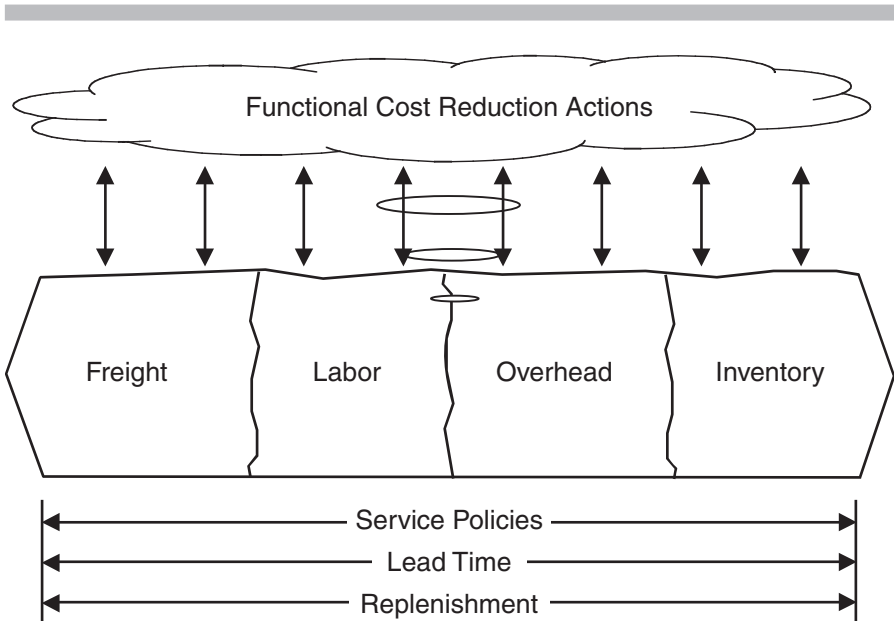 Functional Cost Reduction Actions
Freight Labor Overhead Inventory
Service Policies
Lead Time
Replenishment